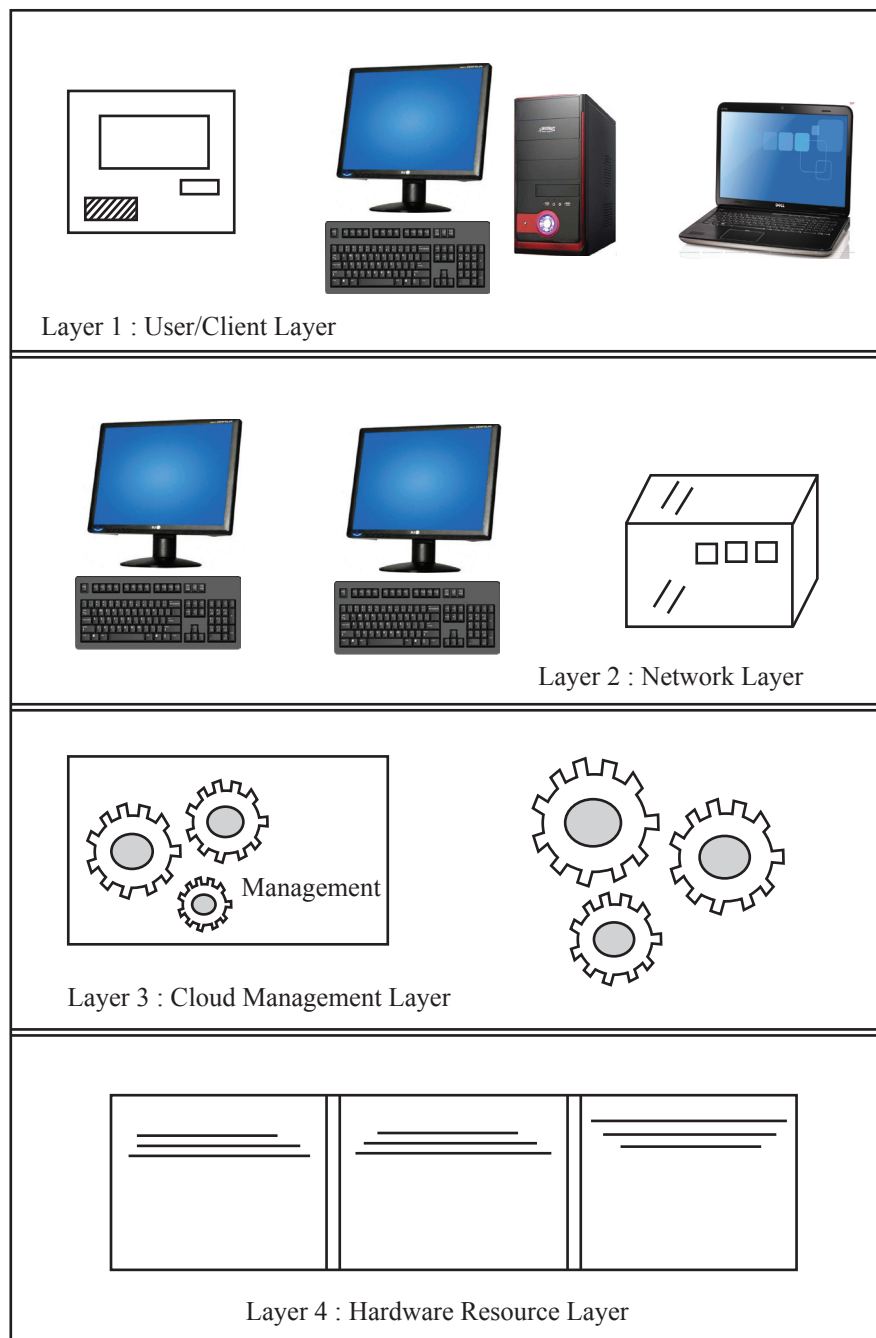 Layer 1 : User/Client Layer
Layer 2 : Network Layer
Management
Layer 3 : Cloud Management Layer
Layer 4 : Hardware Resource Layer